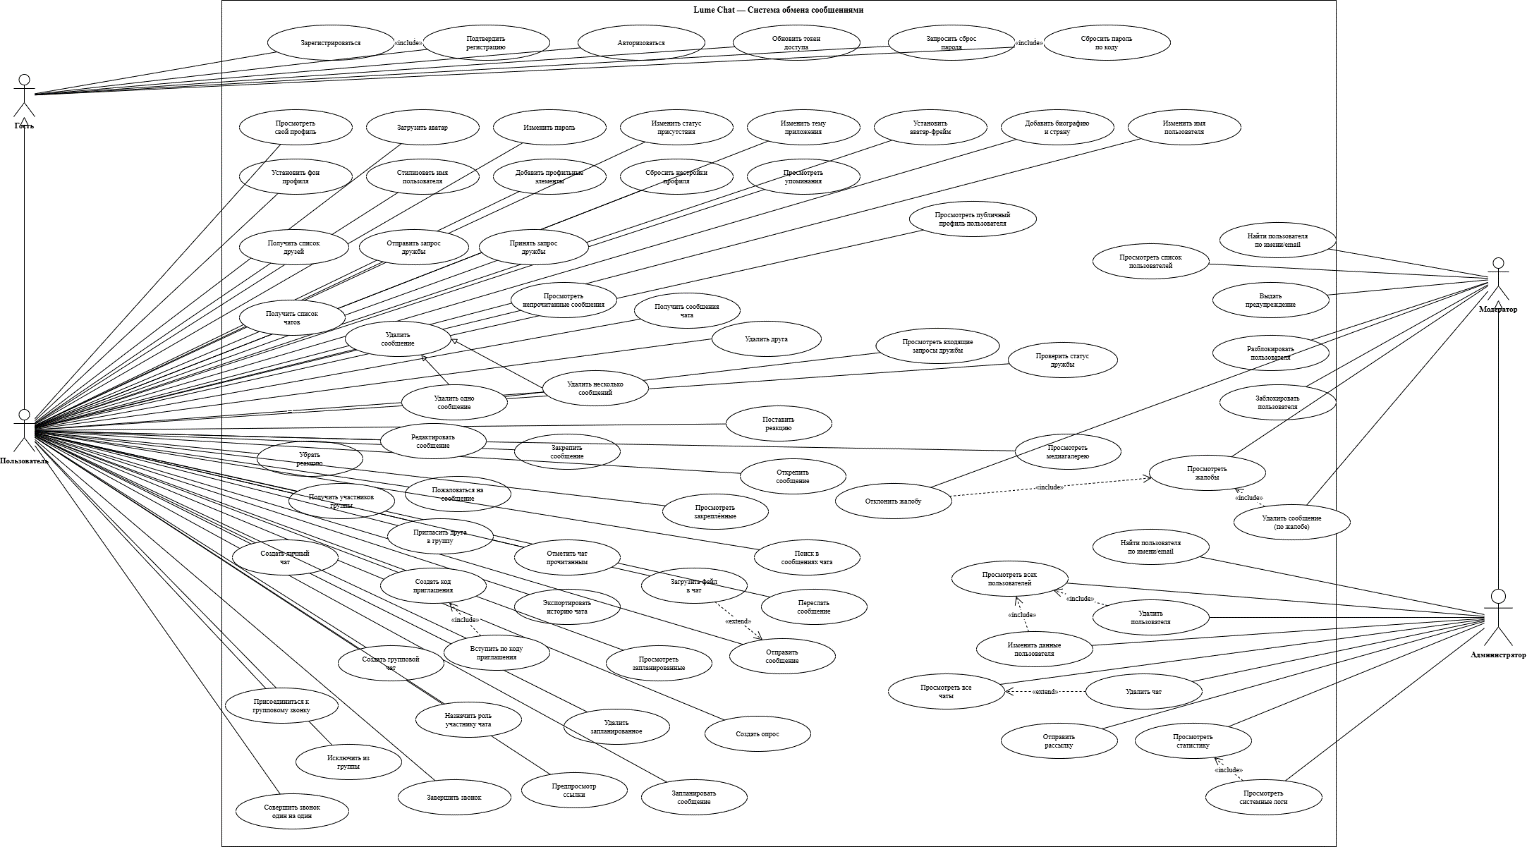 Lume Chat — Система обмена сообщениями
Зарегистрироваться
«include»
Подтвердить
регистрацию
Авторизоваться
Обновить токен
доступа
Запросить сброс
пароля
«include»
Сбросить пароль
по коду
Гость
Просмотреть
свой профиль
Загрузить аватар
Изменить пароль
Изменить статус
присутствия
Изменить тему
приложения
Установить
аватар-фрейм
Добавить биографию
и страну
Изменить имя
пользователя
Установить фон
профиля
Стилизовать имя
пользователя
Добавить профильные
элементы
Сбросить настройки
профиля
Просмотреть
упоминания
Просмотреть публичный
профиль пользователя
Получить список
друзей
Отправить запрос
дружбы
Принять запрос
дружбы
Найти пользователя
по имени/email
Просмотреть список
пользователей
Выдать
предупреждение
Модератор
Получить список
чатов
Просмотреть
непрочитанные сообщения
Получить сообщения
чата
Удалить
сообщение
Удалить друга
Просмотреть входящие
запросы дружбы
Проверить статус
дружбы
Разблокировать
пользователя
Удалить одно
сообщение
Удалить несколько
сообщений
Заблокировать
пользователя
Пользователь
Поставить
реакцию
Редактировать
сообщение
Закрепить
сообщение
Просмотреть
медиагалерею
Убрать
реакцию
Открепить
сообщение
Просмотреть
жалобы
Получить участников
группы
Пожаловаться на
сообщение
Просмотреть
закреплённые
Отклонить жалобу
«include»
«include»
Удалить сообщение
(по жалобе)
Пригласить друга
в группу
Создать личный
чат
Отметить чат
прочитанным
Поиск в
сообщениях чата
Найти пользователя
по имени/email
Создать код
приглашения
Загрузить файл
в чат
Просмотреть всех
пользователей
«include»
Экспортировать
историю чата
Переслать
сообщение
«include»
«extend»
«include»
Удалить
пользователя
Администратор
Вступить по коду
приглашения
Создать групповой
чат
Просмотреть
запланированные
Отправить
сообщение
Изменить данные
пользователя
Присоединиться к
групповому звонку
Просмотреть все
чаты
«extend»
Удалить чат
Назначить роль
участнику чата
Удалить
запланированное
Создать опрос
Отправить
рассылку
Просмотреть
статистику
Исключить из
группы
«include»
Завершить звонок
Предпросмотр
ссылки
Запланировать
сообщение
Просмотреть
системные логи
Совершить звонок
один на один